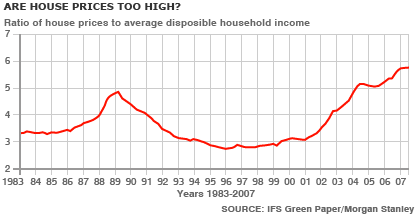 ARE HOUSE PRICES TOO HIGH?
Ratio of house prices to average disposible household income
7
6
5
4
3
2
1983 84 85 86 87 88 89 90 91 92 93 94 95 96 97 98 99 00 01 02 03 04 05 06 07
Years 1983-2007
SOURCE: IFS Green Paper/Morgan Stanley